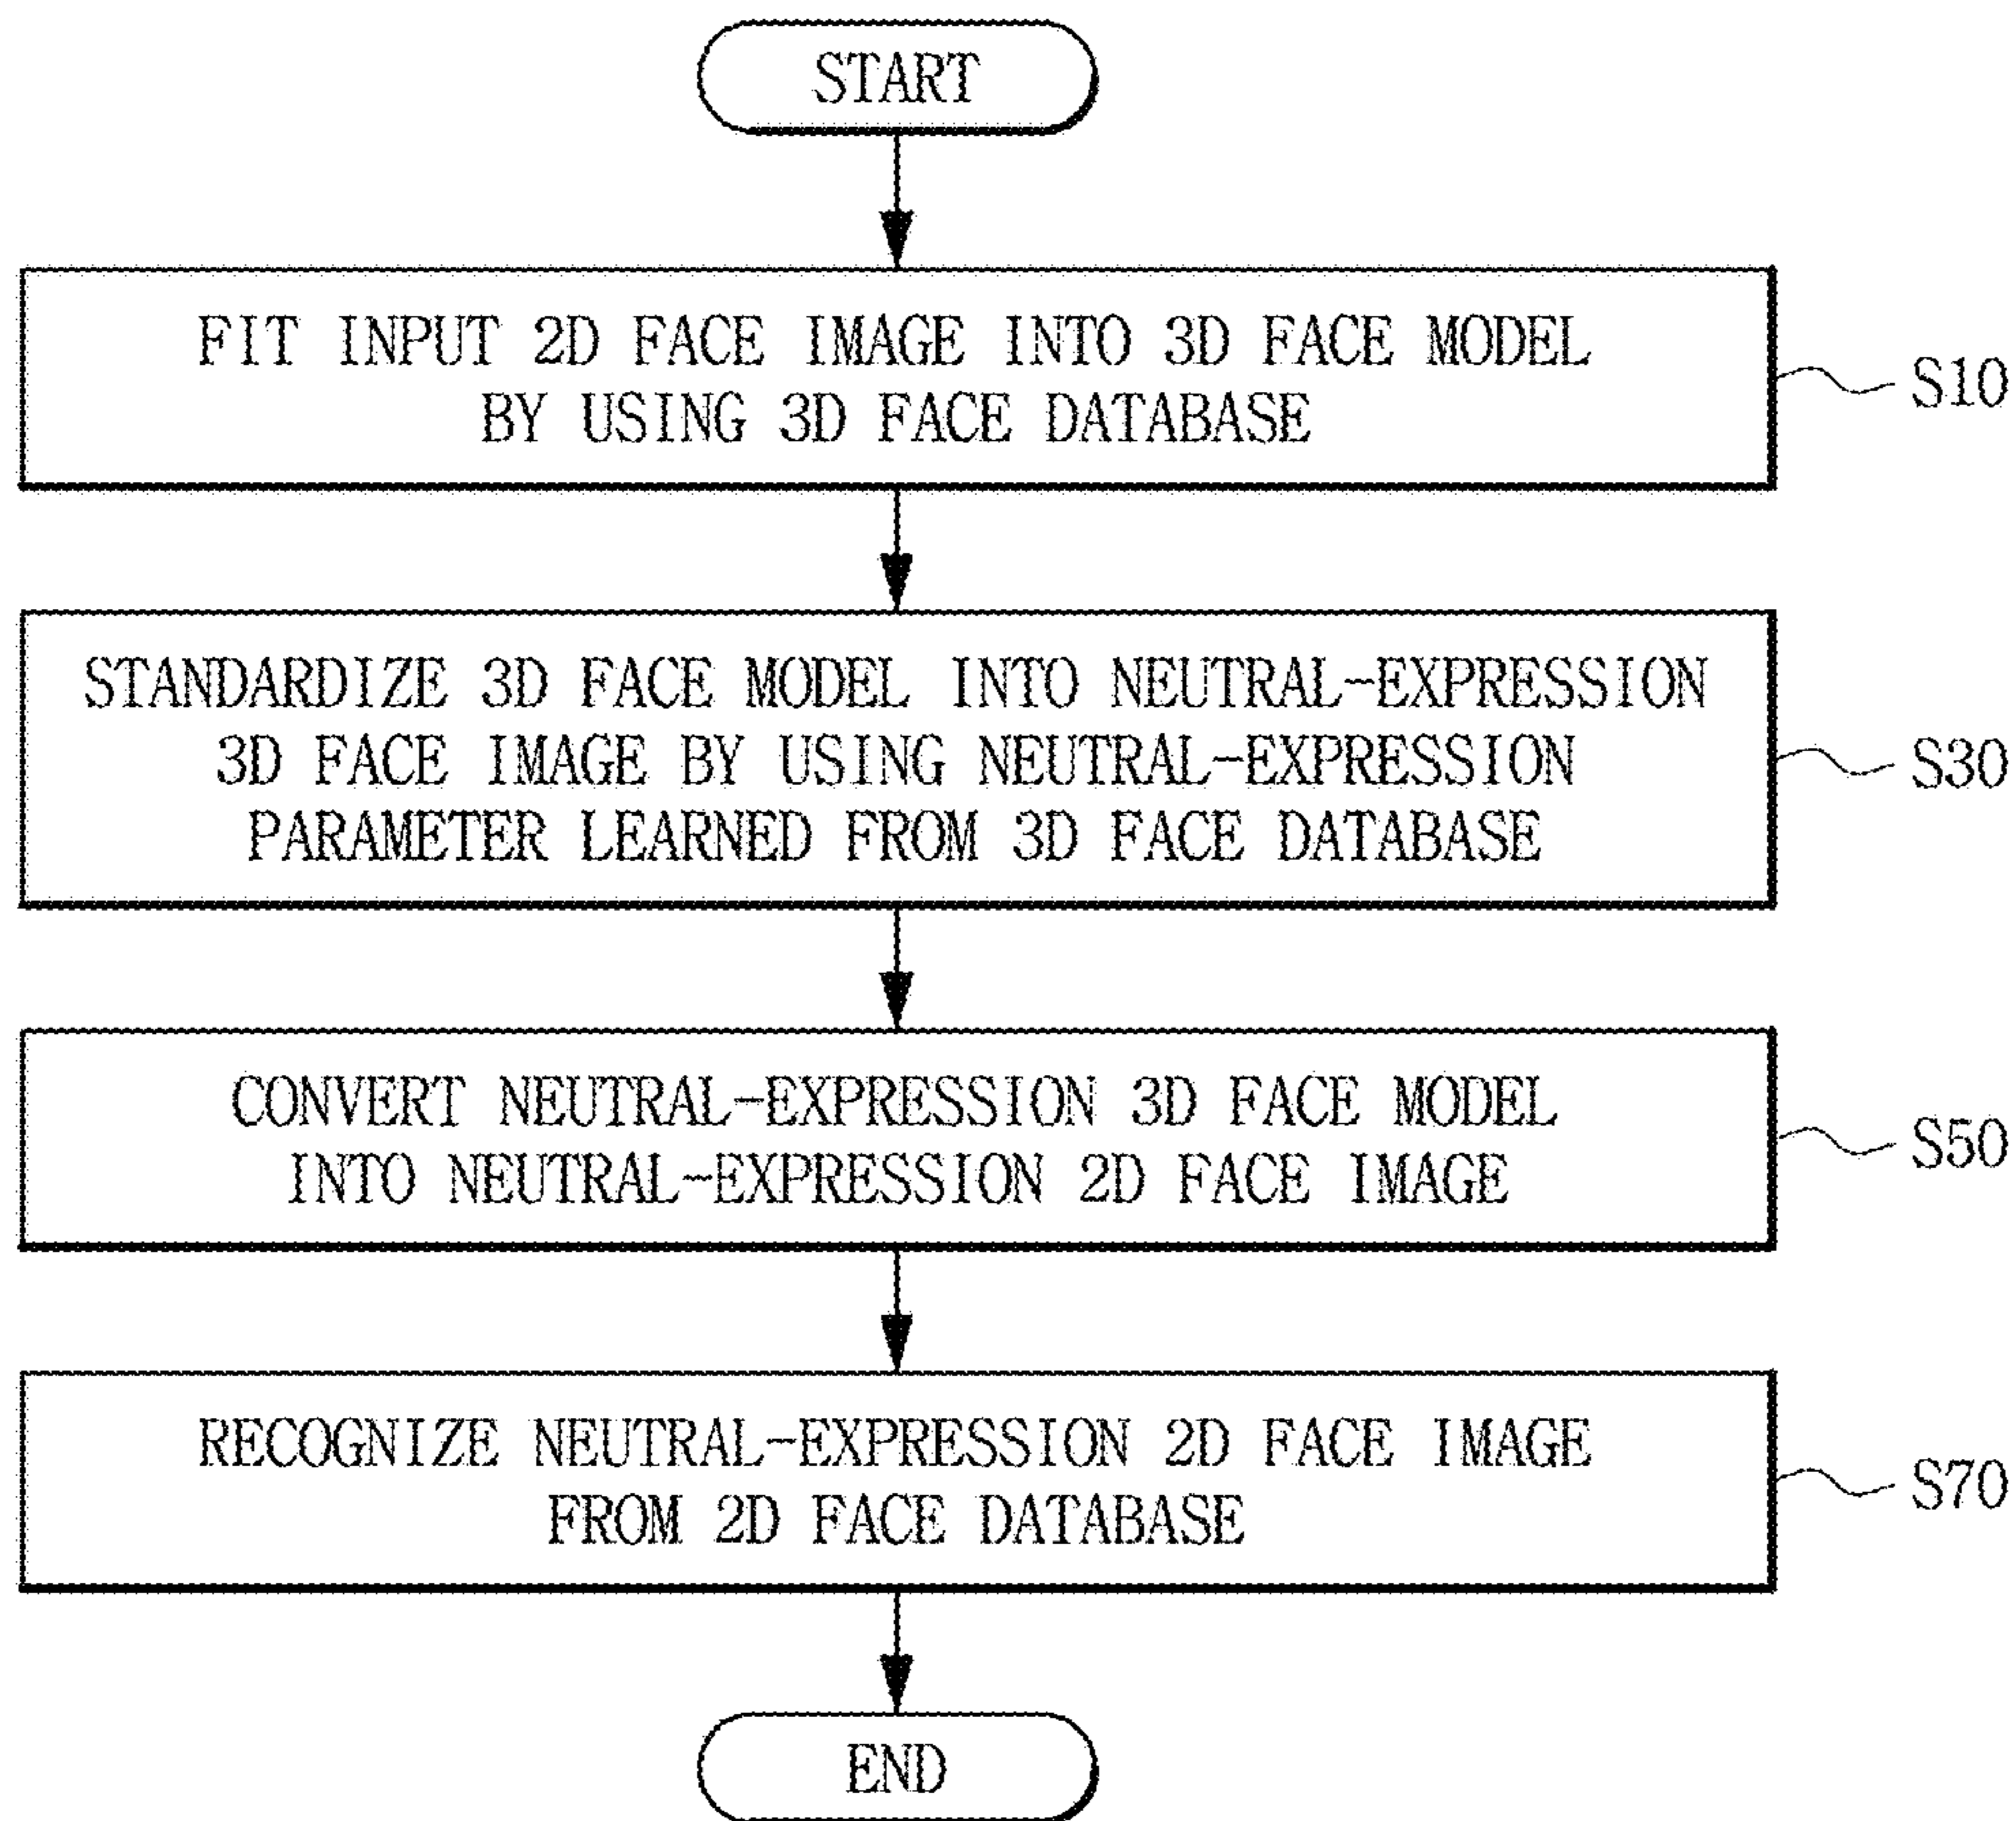 START
FIT INPUT 2D FACE IMAGE INTO 3D FACE MODEL
BY USING 3D FACE DATABASE
S10
STANDARDIZE 3D FACE MODEL INTO NEUTRAL-EXPRESSION
3D FACE IMAGE BY USING NEUTRAL-EXPRESSION
PARAMETER LEARNED FROM 3D FACE DATABASE
S30
CONVERT NEUTRAL-EXPRESSION 3D FACE MODEL
INTO NEUTRAL-EXPRESSION 2D FACE IMAGE
S50
RECOGNIZE NEUTRAL-EXPRESSION 2D FACE IMAGE
FROM 2D FACE DATABASE
S70
END